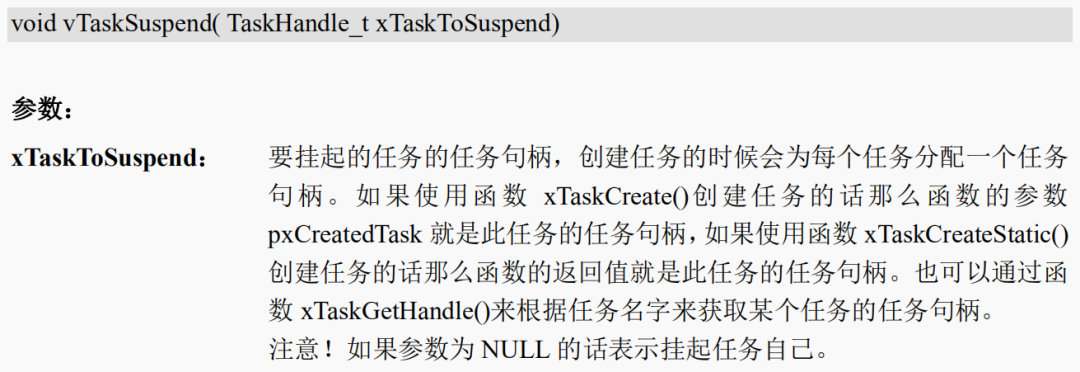 void vTaskSuspend( TaskHandle_t xTaskToSuspend)
参数：
xTaskToSuspend： 要挂起的任务的任务句柄，创建任务的时候会为每个任务分配一个任务
句柄。如果使用函数 xTaskCreate()创建任务的话那么函数的参数
pxCreatedTask 就是此任务的任务句柄，如果使用函数 xTaskCreateStatic()
创建任务的话那么函数的返回值就是此任务的任务句柄。也可以通过函
数 xTaskGetHandle()来根据任务名字来获取某个任务的任务句柄。
注意！如果参数为 NULL 的话表示挂起任务自己。